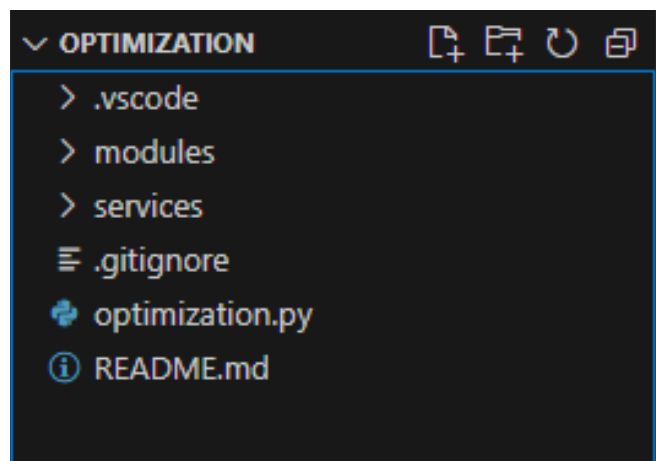 OPTIMIZATION
.vscode
modules
services
.gitignore
optimization.py
README.md